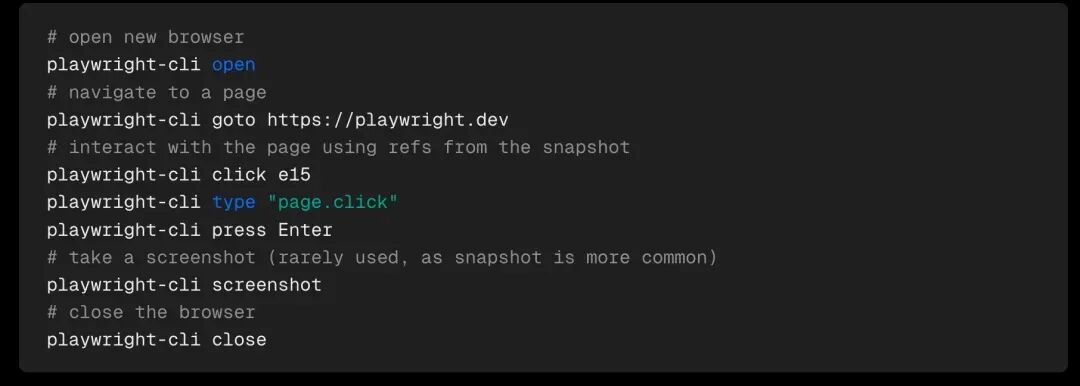 # open new browser
playwright-cli open
# navigate to a page
playwright-cli goto https://playwright.dev
# interact with the page using refs from the snapshot
playwright-cli click e15
playwright-cli type "page.click"
playwright-cli press Enter
# take a screenshot (rarely used, as snapshot is more common)
playwright-cli screenshot
# close the browser
playwright-cli close